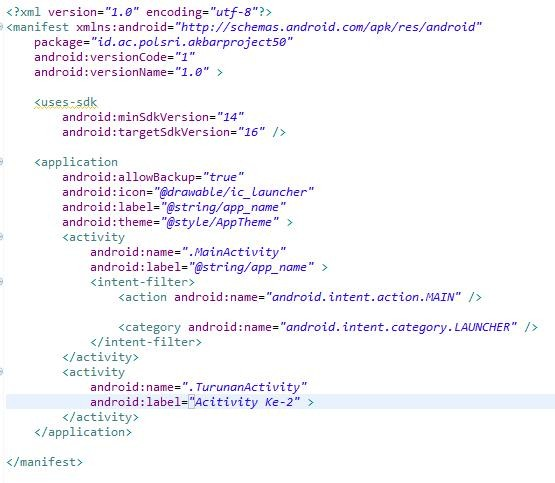 <?xml version="1.0" encoding="utf-8"?>
<manifest xmlns:android="http://schemas.android.com/apk/res/android"
    package="id.ac.polsri.akbarproject50"
    android:versionCode="1"
    android:versionName="1.0" >

    <uses-sdk
        android:minSdkVersion="14"
        android:targetSdkVersion="16" />

    <application
        android:allowBackup="true"
        android:icon="@drawable/ic_launcher"
        android:label="@string/app_name"
        android:theme="@style/AppTheme" >
        <activity
            android:name=".MainActivity"
            android:label="@string/app_name" >
            <intent-filter>
                <action android:name="android.intent.action.MAIN" />

                <category android:name="android.intent.category.LAUNCHER" />
            </intent-filter>
        </activity>
        <activity
            android:name=".TurunanActivity"
            android:label="Acitivity Ke-2" >
        </activity>
    </application>

</manifest>